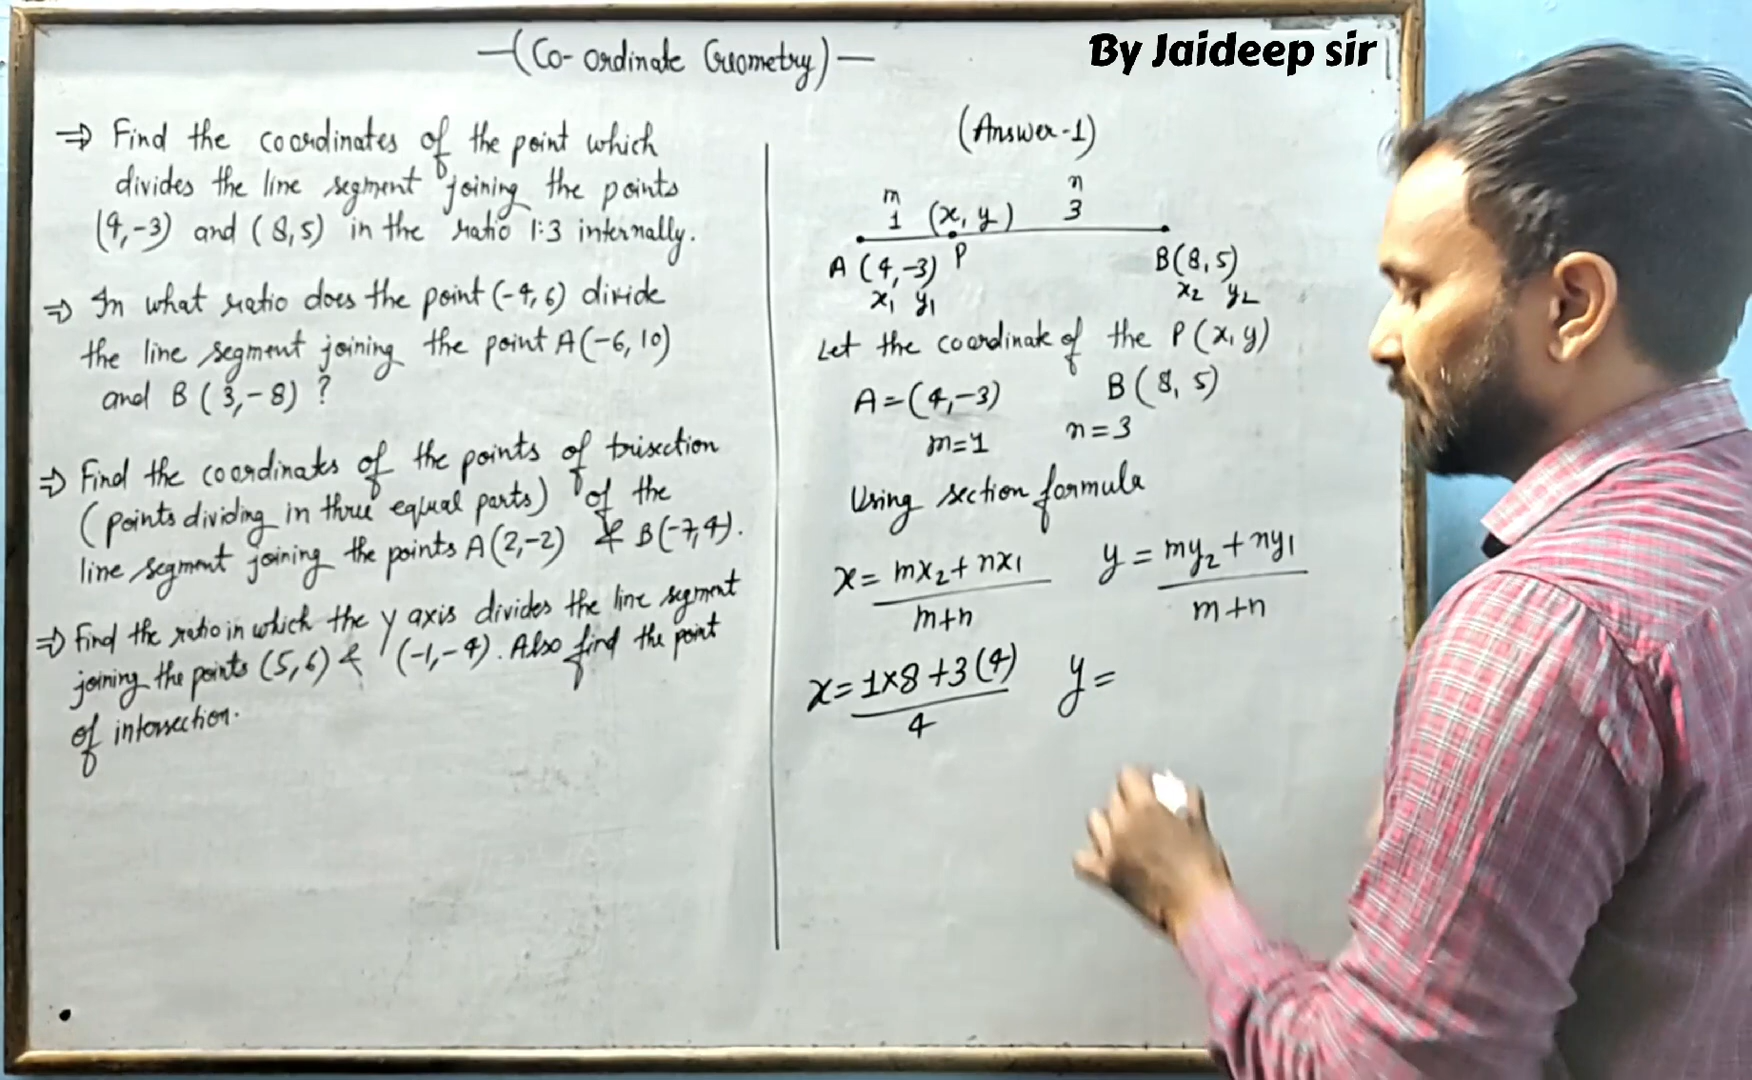 —(Co-ordinate Geometry)—
By Jaideep sir
⇒ Find the coordinates of the point which
divides the line segment joining the points
(4,-3) and (8,5) in the ratio 1:3 internally.
⇒ In what ratio does the point (-4,6) divide
the line segment joining the point A(-6,10)
and B(3,-8)?
⇒ Find the coordinates of the points of trisection
(points dividing in three equal parts) of the
line segment joining the points A(2,-2) & B(-7,4).
⇒ Find the ratio in which the Y axis divides the line segment
joining the points (5,6) & (-1,-4). Also find the point
of intersection.
(Answer-1)
m n
1 (x, y) 3
A (4,-3) P B(8,5)
x₁ y₁ x₂ y₂
Let the coordinate of the P(x, y)
A=(4,-3) B(8, 5)
m=1 n=3
Using section formula
x = mx₂ + nx₁ y = my₂ + ny₁
m+n m+n
x = 1×8+3(4) y =
4